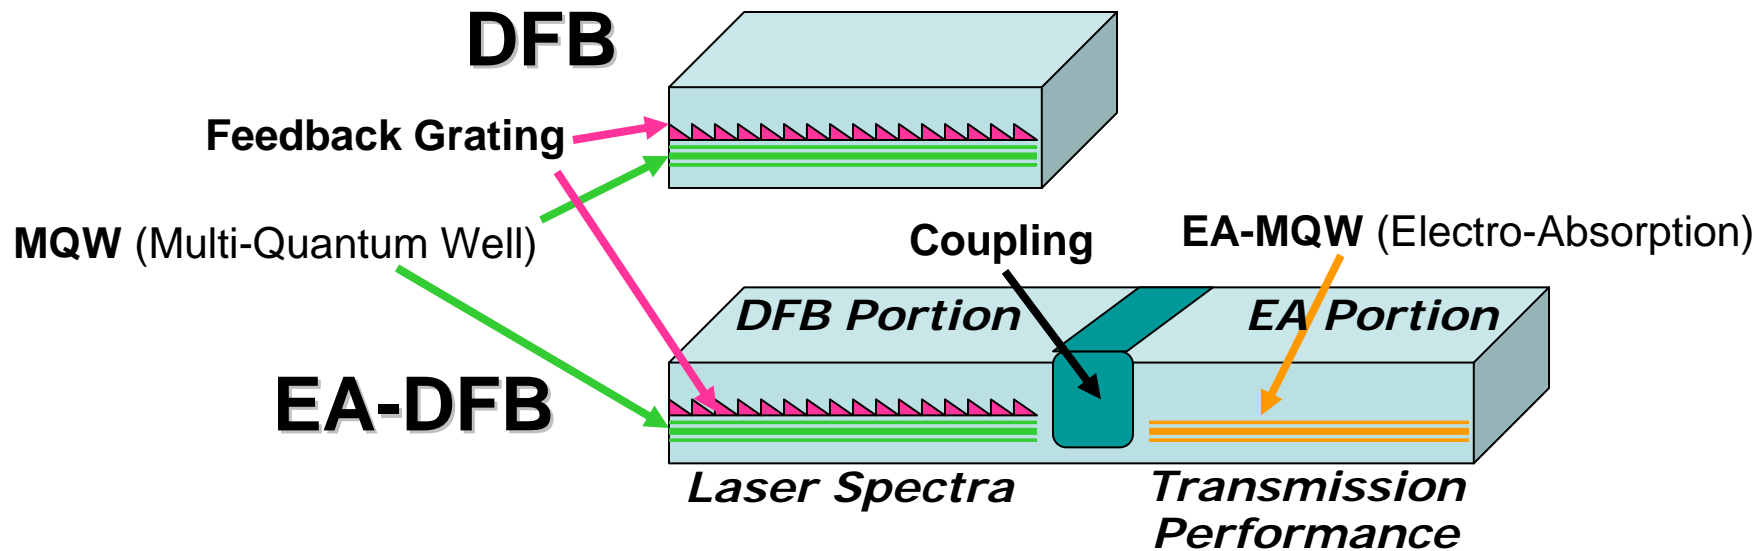 DFB
Feedback Grating
MQW (Multi-Quantum Well)
Coupling
EA-MQW (Electro-Absorption)
DFB Portion
EA Portion
EA-DFB
Laser Spectra
Transmission
Performance